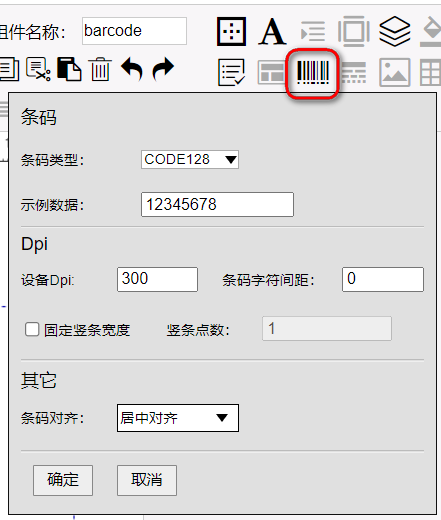 组件名称： barcode
A
条码
条码类型： CODE128
示例数据： 12345678
Dpi
设备Dpi: 300 条码字符间距： 0
固定竖条宽度 竖条点数： 1
其它
条码对齐： 居中对齐
确定 取消